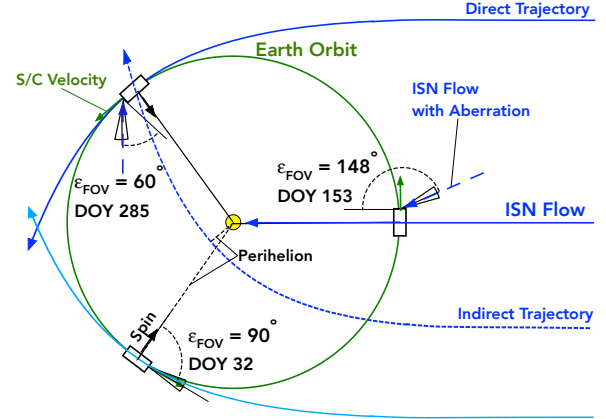 Direct Trajectory
Earth Orbit
S/C Velocity
ISN Flow
with Aberration
εFOV = 148°
DOY 153
εFOV = 60°
DOY 285
ISN Flow
Perihelion
Indirect Trajectory
Spin
εFOV = 90°
DOY 32